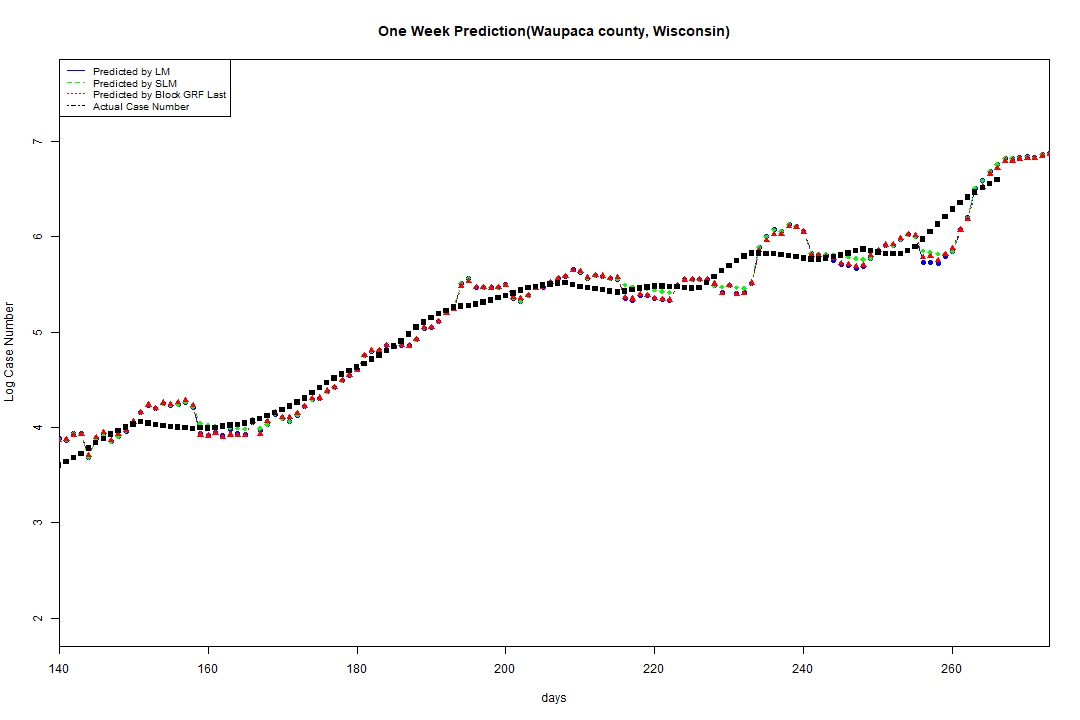 One Week Prediction(Waupaca county, Wisconsin)
Predicted by LM
Predicted by SLM
Predicted by Block GRF Last
Actual Case Number
7
6
5
4
3
2
Log Case Number
140 160 180 200 220 240 260
days